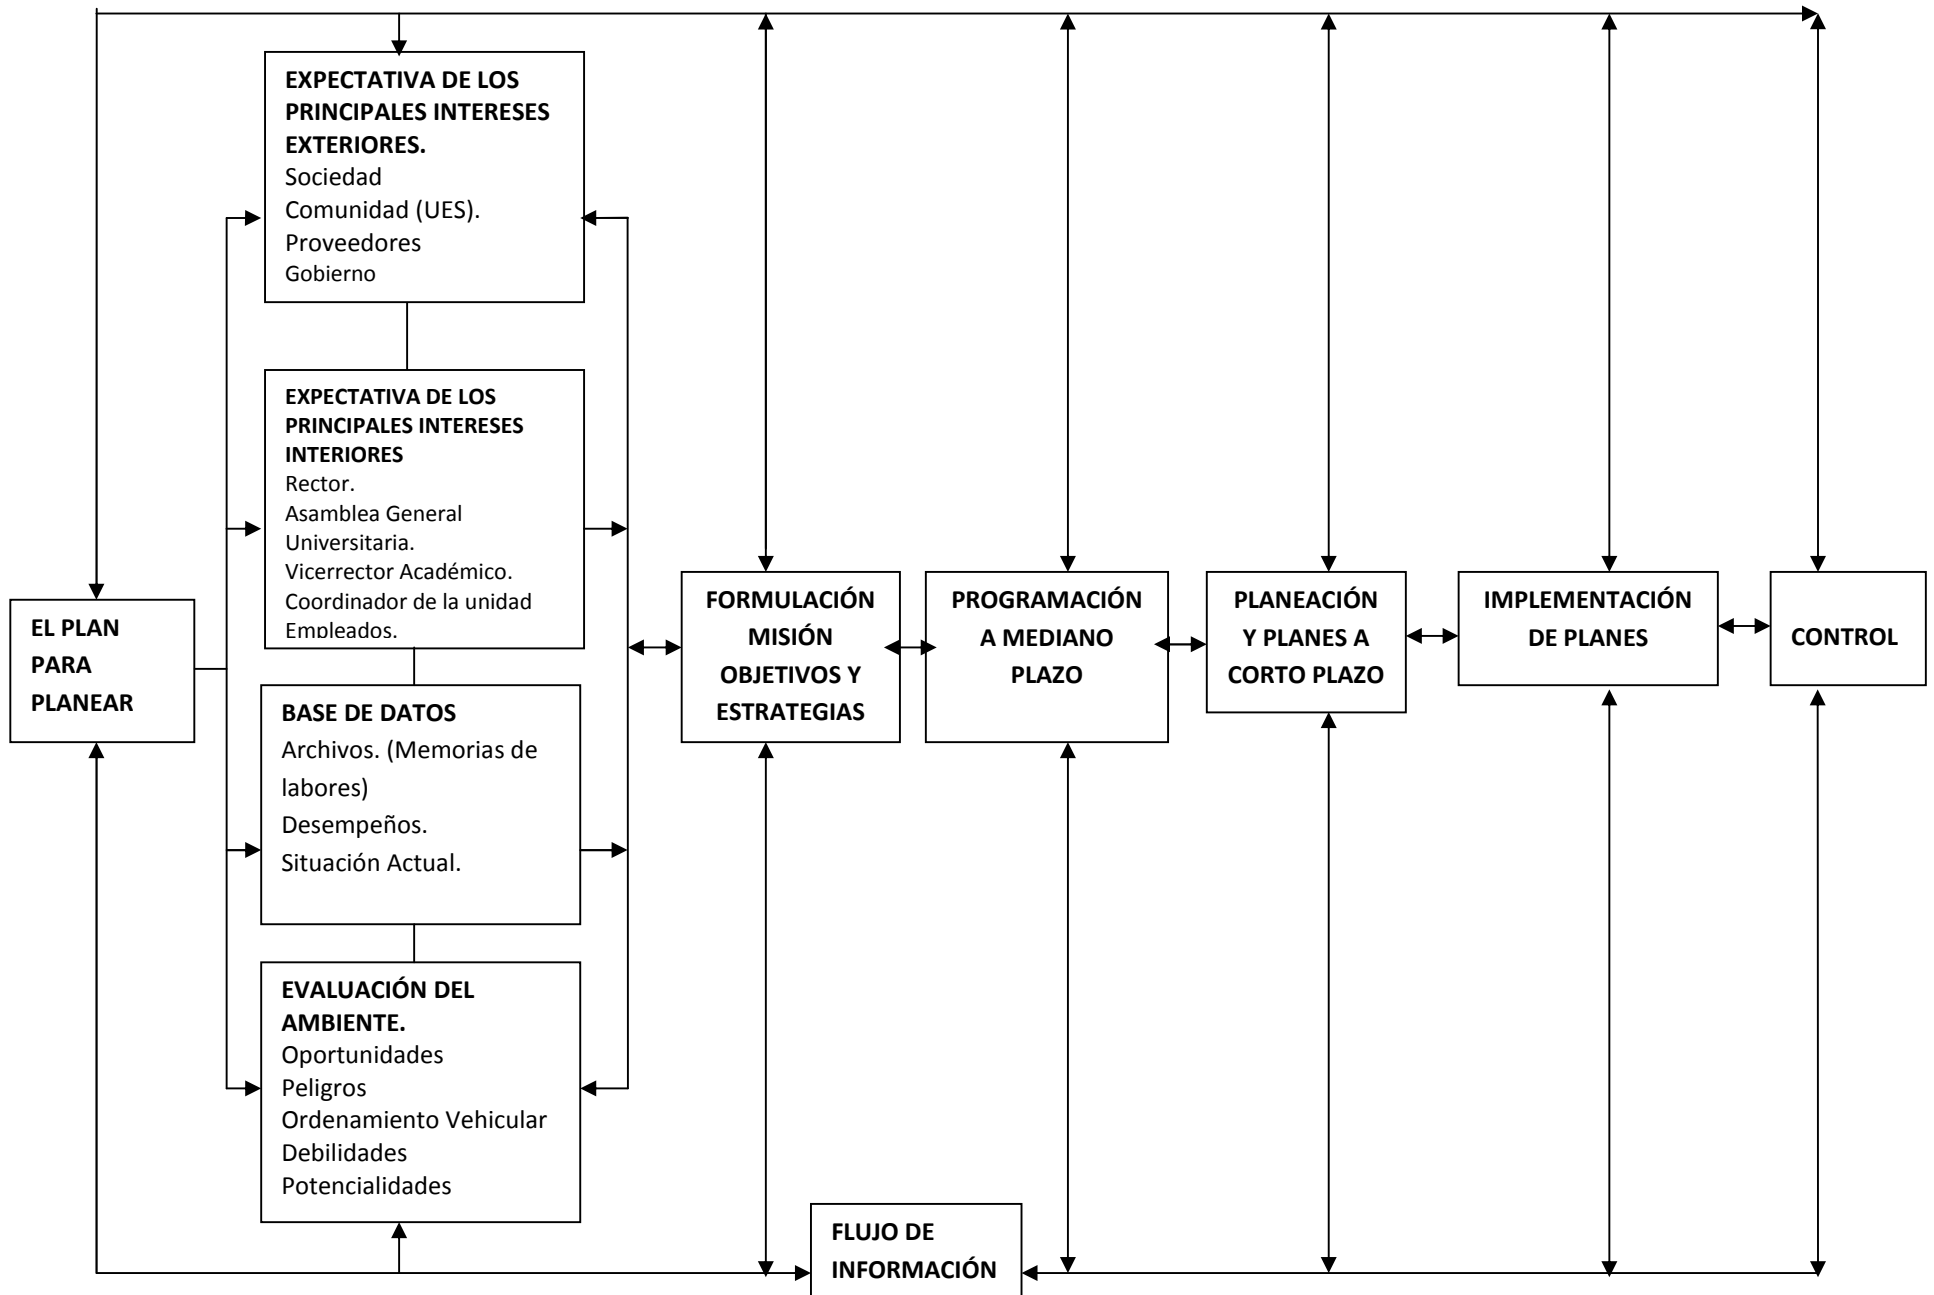 EXPECTATIVA DE LOS
PRINCIPALES INTERESES
EXTERIORES.
Sociedad
Comunidad (UES).
Proveedores
Gobierno
EXPECTATIVA DE LOS
PRINCIPALES INTERESES
INTERIORES
Rector.
Asamblea General
Universitaria.
Vicerrector Académico.
Coordinador de la unidad
Empleados.
EL PLAN
PARA
PLANEAR
BASE DE DATOS
Archivos. (Memorias de
labores)
Desempeños.
Situación Actual.
EVALUACIÓN DEL
AMBIENTE.
Oportunidades
Peligros
Ordenamiento Vehicular
Debilidades
Potencialidades
FORMULACIÓN
MISIÓN
OBJETIVOS Y
ESTRATEGIAS
PROGRAMACIÓN
A MEDIANO
PLAZO
PLANEACIÓN
Y PLANES A
CORTO PLAZO
IMPLEMENTACIÓN
DE PLANES
CONTROL
FLUJO DE
INFORMACIÓN